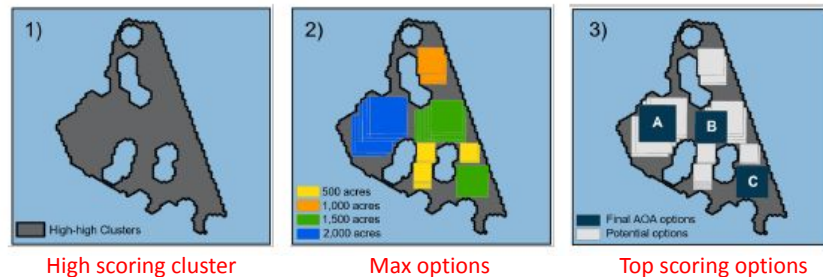 1)
High-high Clusters
High scoring cluster
2)
500 acres
1,000 acres
1,500 acres
2,000 acres
Max options
3)
A
B
C
Final AOA options
Potential options
Top scoring options